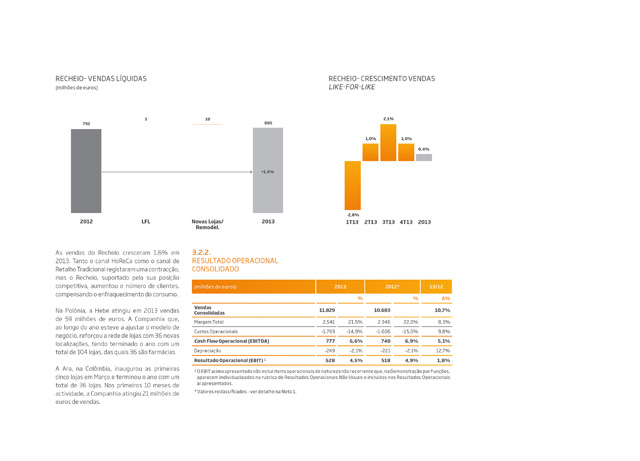 RECHEIO- VENDAS LÍQUIDAS
(milhões de euros)
792
3
10
805
+1,6%
2012
LFL
Novas Lojas/
Remodel.
2013
RECHEIO- CRESCIMENTO VENDAS
LIKE-FOR-LIKE
2,1%
1,0%
1,0%
0,4%
-2,8%
1T13 2T13 3T13 4T13 2013
As vendas do Recheio cresceram 1,6% em
2013. Tanto o canal HoReCa como o canal de
Retalho Tradicional registaram uma contracção,
mas o Recheio, suportado pela sua posição
competitiva, aumentou o número de clientes,
compensando o enfraquecimento do consumo.
Na Polónia, a Hebe atingiu em 2013 vendas
de 59 milhões de euros. A Companhia que,
ao longo do ano esteve a ajustar o modelo de
negócio, reforçou a rede de lojas com 36 novas
localizações, tendo terminado o ano com um
total de 104 lojas, das quais 36 são farmácias.
A Ara, na Colômbia, inaugurou as primeiras
cinco lojas em Março e terminou o ano com um
total de 36 lojas. Nos primeiros 10 meses de
actividade, a Companhia atingiu 21 milhões de
euros de vendas.
3.2.2.
RESULTADO OPERACIONAL
CONSOLIDADO
(milhões de euros) 2013 2012* 13/12
% % Δ%
Vendas
Consolidadas 11.829 10.683 10,7%
Margem Total 2.541 21,5% 2.346 22,0% 8,3%
Custos Operacionais -1.763 -14,9% -1.606 -15,0% 9,8%
Cash Flow Operacional (EBITDA) 777 6,6% 740 6,9% 5,1%
Depreciação -249 -2,1% -221 -2,1% 12,7%
Resultado Operacional (EBIT) ¹ 528 4,5% 518 4,9% 1,8%
¹ O EBIT acima apresentado não inclui itens operacionais de natureza não recorrente que, na Demonstração por Funções,
aparecem individualizados na rubrica de Resultados Operacionais Não Usuais e incluídos nos Resultados Operacionais
aí apresentados.
* Valores reclassificados - ver detalhe na Nota 1.